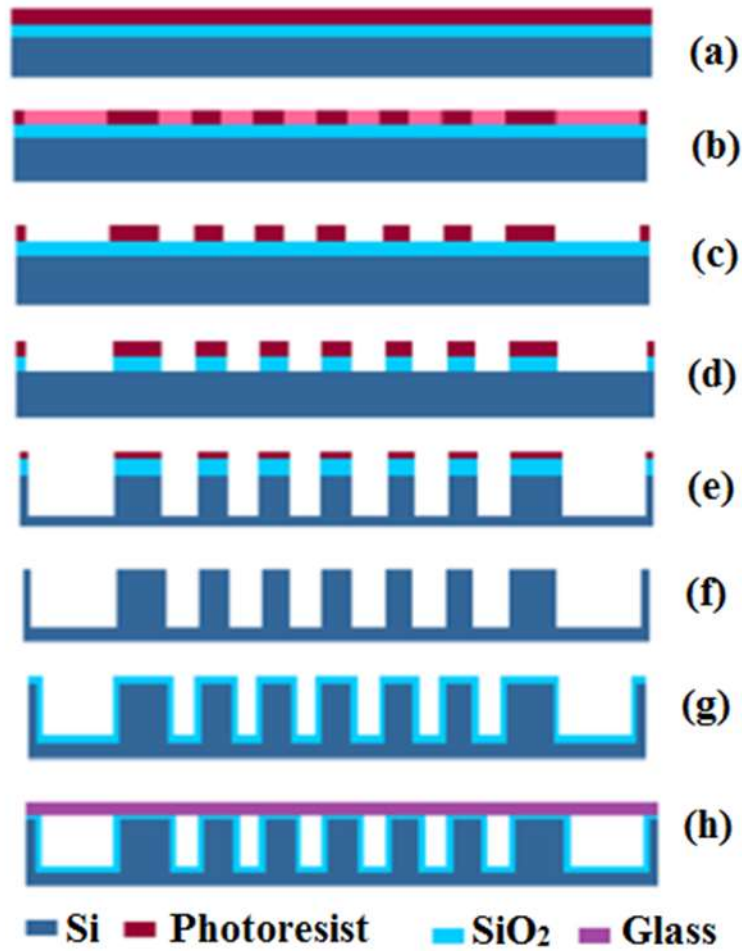 (a)
(b)
(c)
(d)
(e)
(f)
(g)
(h)
Si Photoresist SiO₂ Glass